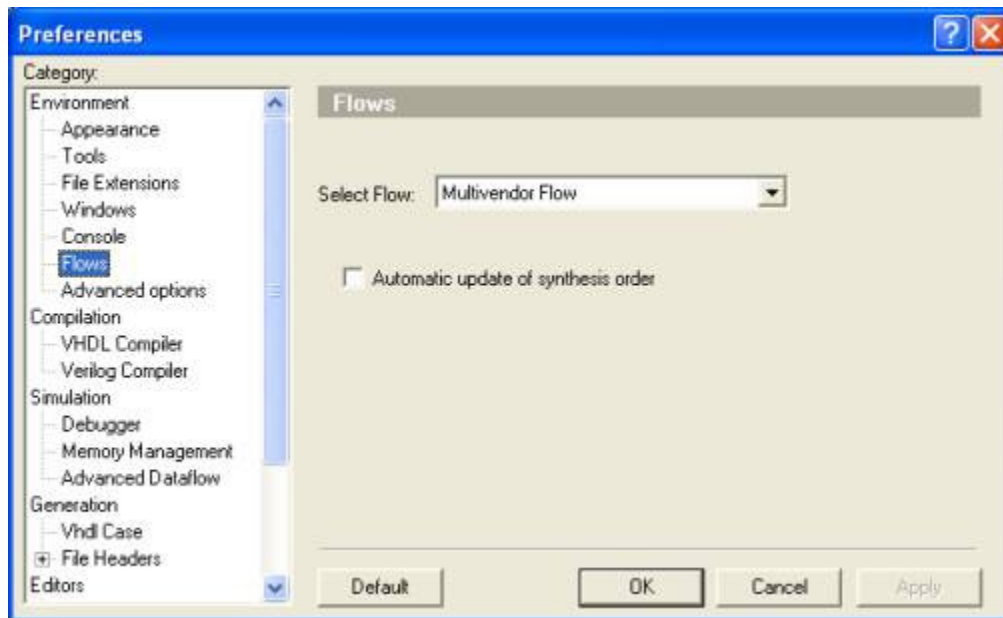 Preferences
Category:
Environment
Appearance
Tools
File Extensions
Windows
Console
Flows
Advanced options
Compilation
VHDL Compiler
Verilog Compiler
Simulation
Debugger
Memory Management
Advanced Dataflow
Generation
Vhdl Case
File Headers
Editors
Flows
Select Flow: Multivendor Flow
Automatic update of synthesis order
Default OK Cancel Apply